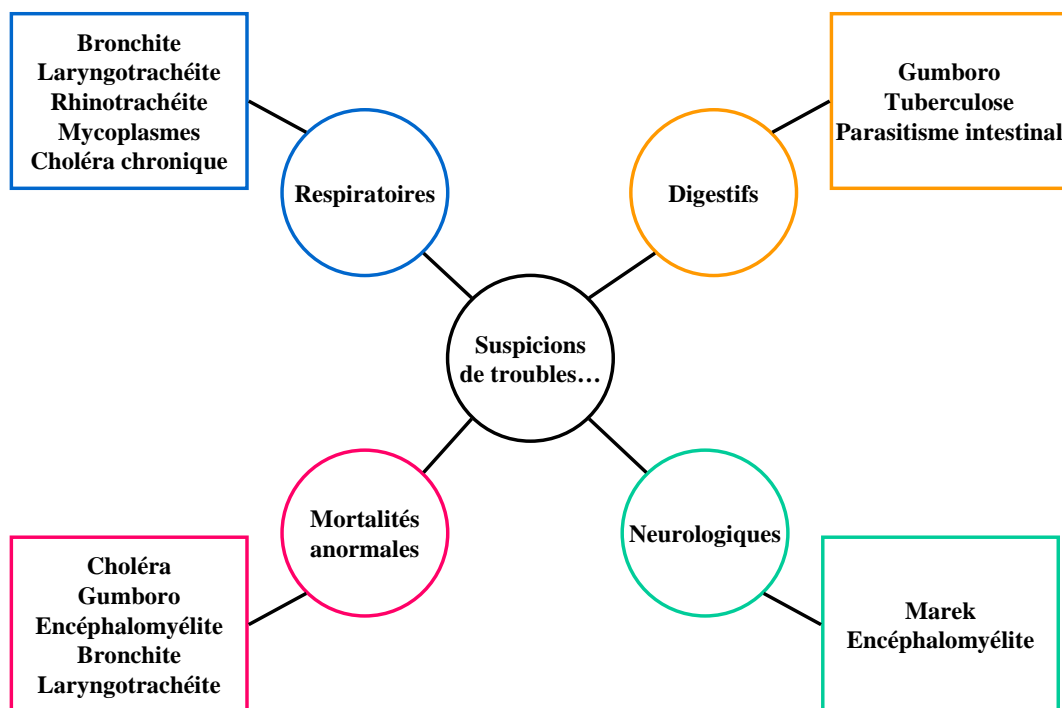 Bronchite
Laryngotrachéite
Rhinotrachéite
Mycoplasmes
Choléra chronique
Respiratoires
Gumboro
Tuberculose
Parasitisme intestinal
Digestifs
Suspicions
de troubles…
Mortalités
anormales
Choléra
Gumboro
Encéphalomyélite
Bronchite
Laryngotrachéite
Neurologiques
Marek
Encéphalomyélite